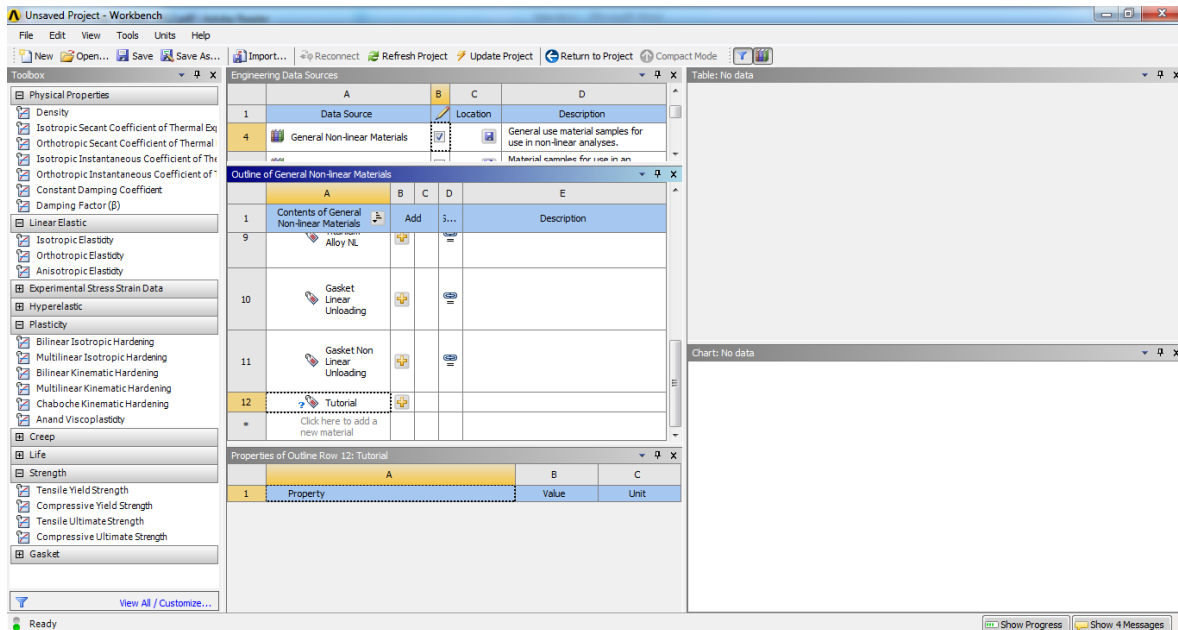 Unsaved Project - Workbench
File Edit View Tools Units Help
New Open... Save Save As... Import... Reconnect Refresh Project Update Project Return to Project Compact Mode
Toolbox
Physical Properties
Density
Isotropic Secant Coefficient of Thermal Exp
Orthotropic Secant Coefficient of Thermal
Isotropic Instantaneous Coefficient of The
Orthotropic Instantaneous Coefficient of T
Constant Damping Coefficient
Damping Factor (β)
Linear Elastic
Isotropic Elasticity
Orthotropic Elasticity
Anisotropic Elasticity
Experimental Stress Strain Data
Hyperelastic
Plasticity
Bilinear Isotropic Hardening
Multilinear Isotropic Hardening
Bilinear Kinematic Hardening
Multilinear Kinematic Hardening
Chaboche Kinematic Hardening
Anand Viscoplasticity
Creep
Life
Strength
Tensile Yield Strength
Compressive Yield Strength
Tensile Ultimate Strength
Compressive Ultimate Strength
Gasket
View All / Customize...
Engineering Data Sources
A B C D
1 Data Source Location Description
4 General Non-linear Materials General use material samples for
use in non-linear analyses.
Material samples for use in an
Outline of General Non-linear Materials
A B C D E
1 Contents of General
Non-linear Materials Add S... Description
9 Titanium
Alloy NL
10 Gasket
Linear
Unloading
11 Gasket Non
Linear
Unloading
12 ? Tutorial
* Click here to add a
new material
Properties of Outline Row 12: Tutorial
A B C
1 Property Value Unit
Table: No data
Chart: No data
Ready
Show Progress Show 4 Messages